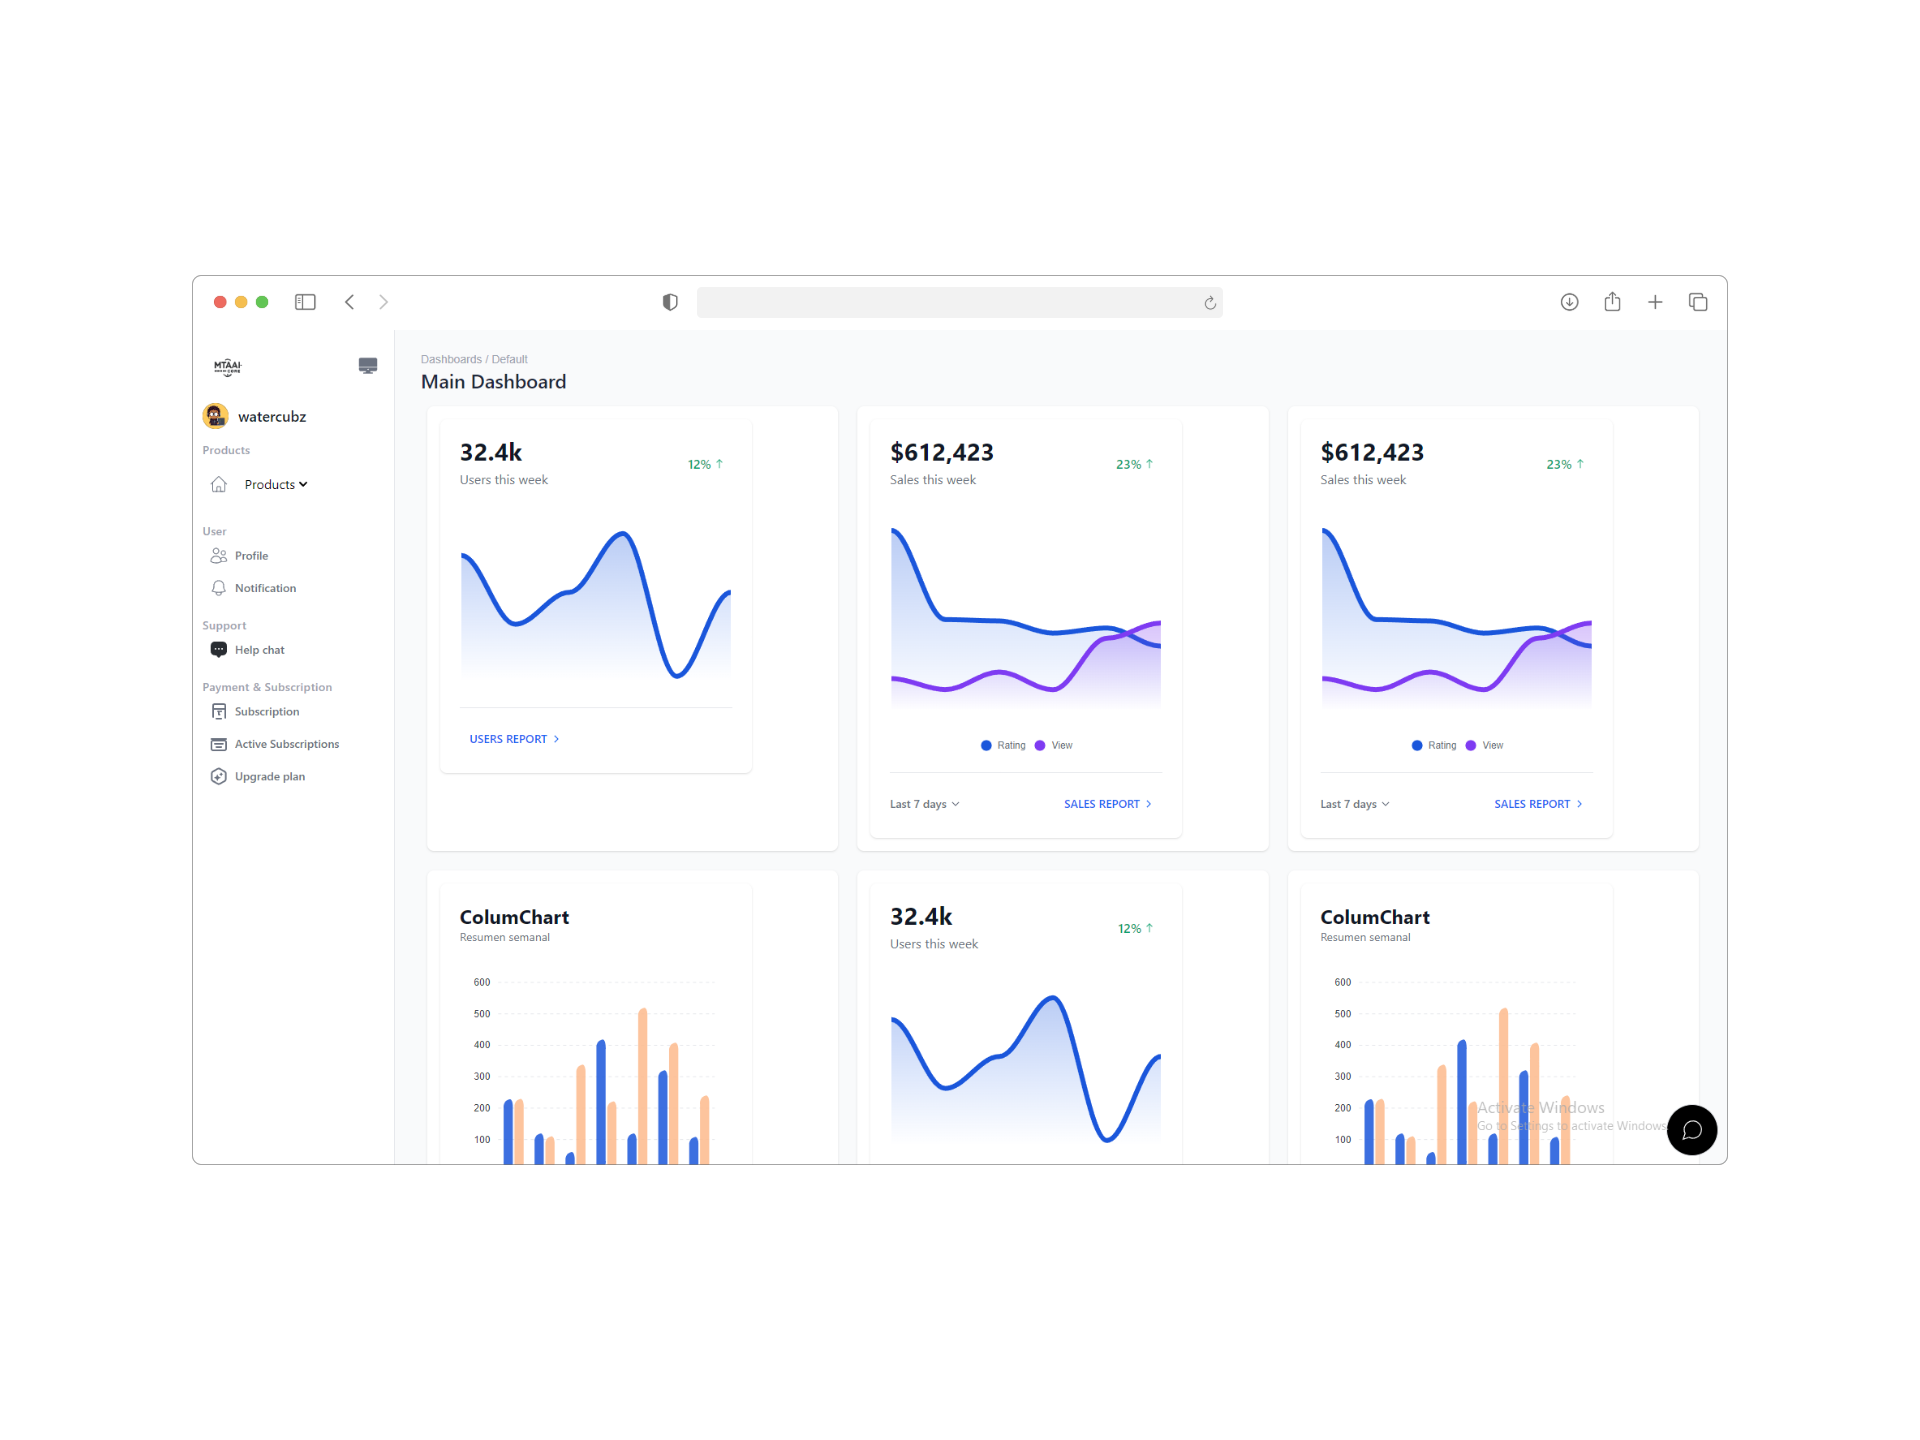 MTAAI
watercubz
Products
Products
User
Profile
Notification
Support
Help chat
Payment & Subscription
Subscription
Active Subscriptions
Upgrade plan
Dashboards / Default
Main Dashboard
32.4k
12%
Users this week
USERS REPORT
$612,423
23%
Sales this week
Rating View
Last 7 days SALES REPORT
$612,423
23%
Sales this week
Rating View
Last 7 days SALES REPORT
ColumChart
Resumen semanal
600
500
400
300
200
100
32.4k
12%
Users this week
ColumChart
Resumen semanal
600
500
400
300
200
100
Activate Windows
Go to Settings to activate Windows.